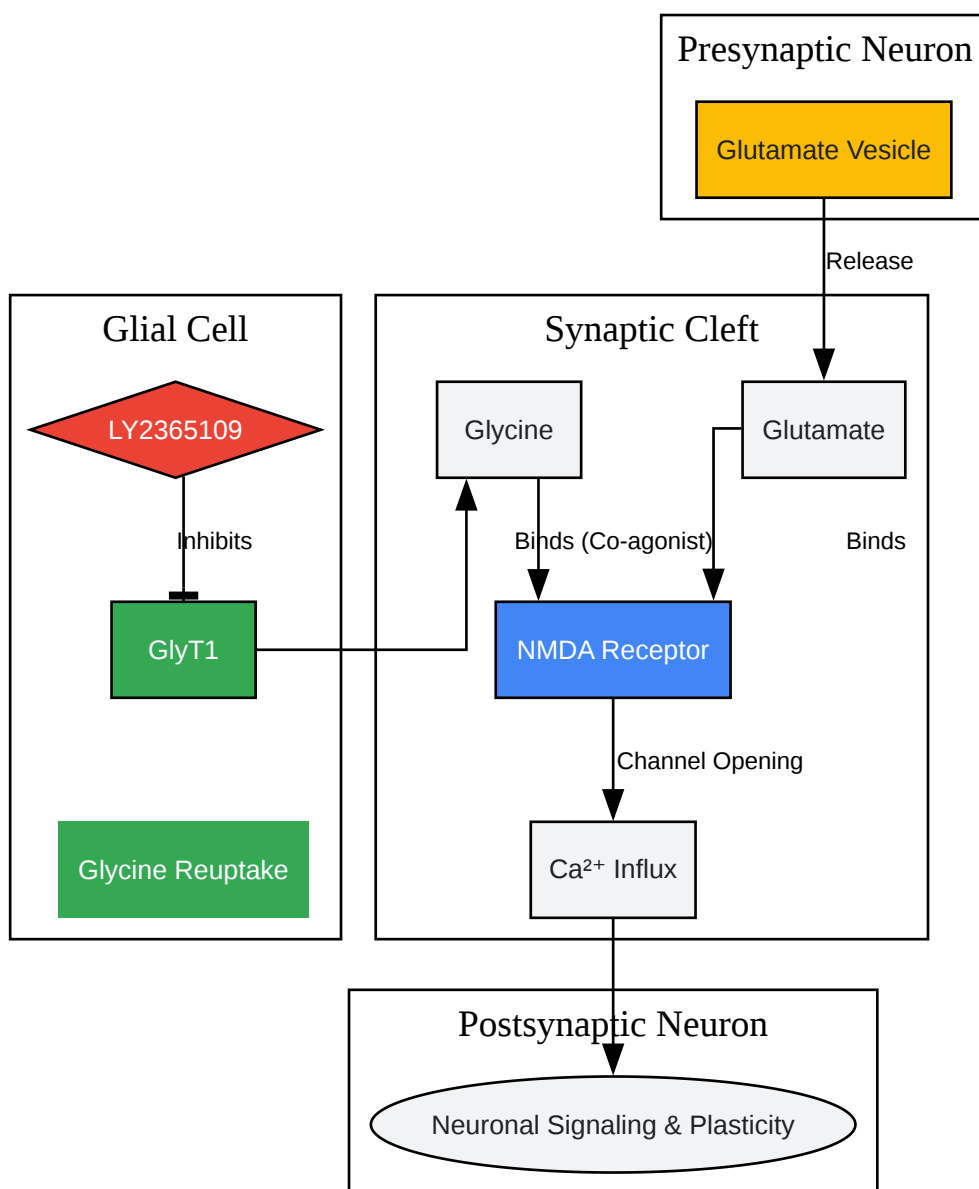 Presynaptic Neuron
Glutamate Vesicle
Release
Glial Cell
Synaptic Cleft
LY2365109
Glycine
Glutamate
Inhibits
Binds (Co-agonist)
Binds
GlyT1
NMDA Receptor
Channel Opening
Glycine Reuptake
Ca²⁺ Influx
Postsynaptic Neuron
Neuronal Signaling & Plasticity